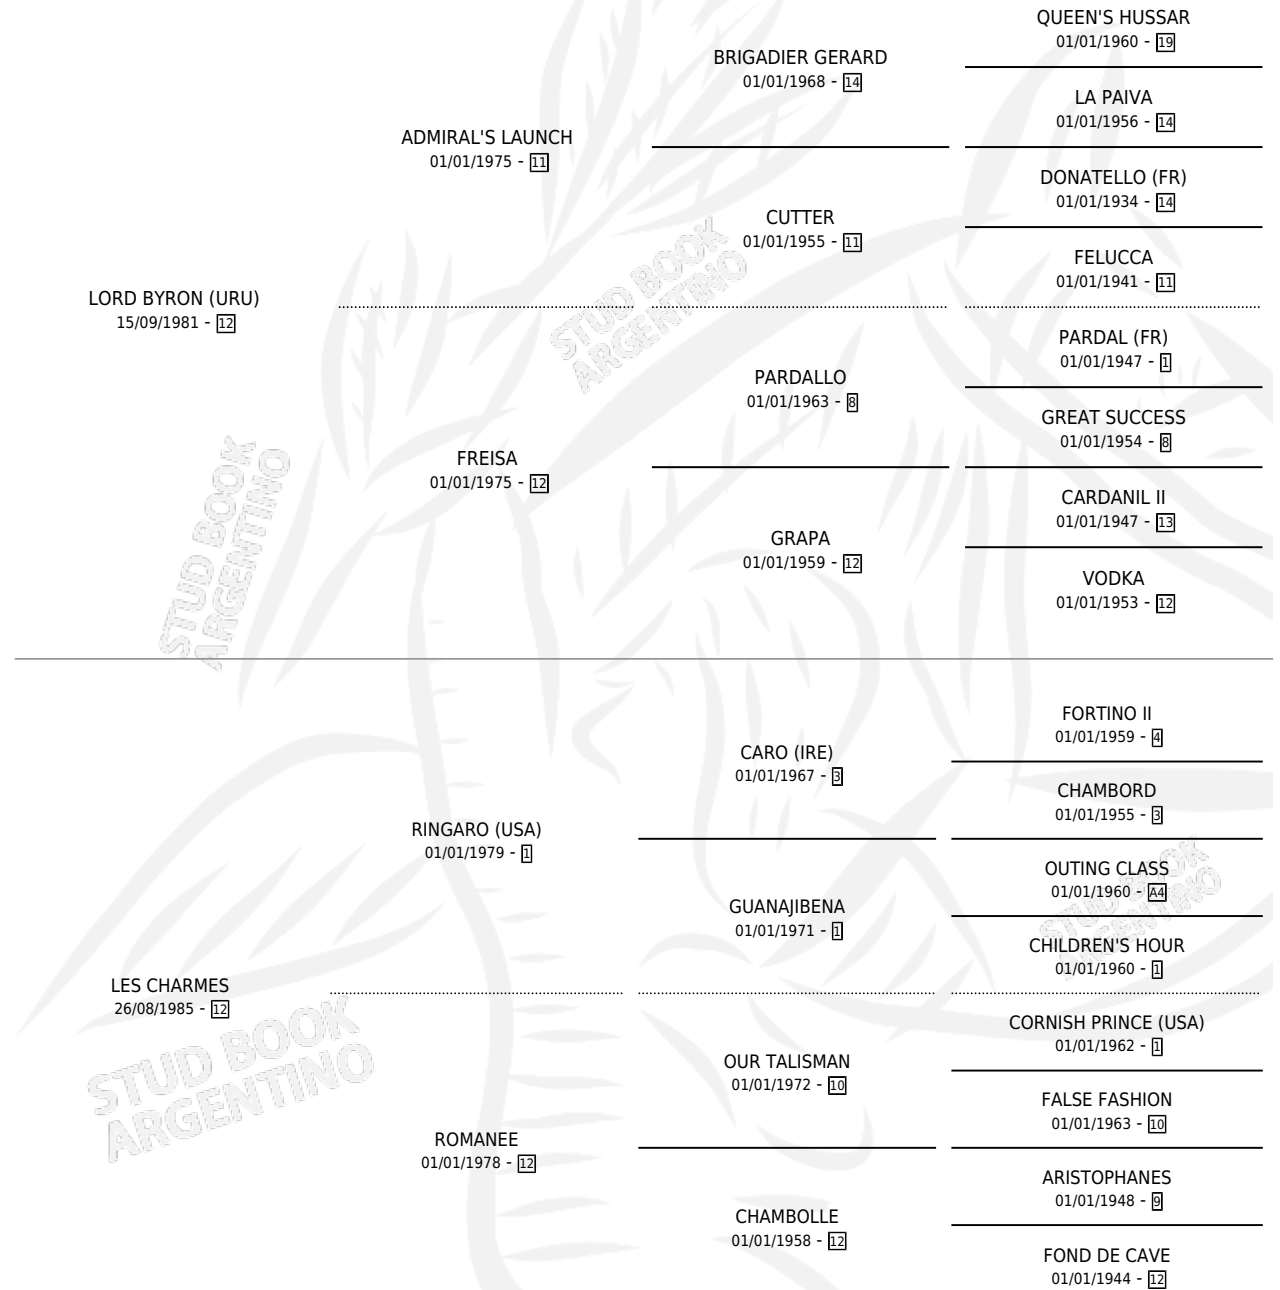 QUEEN'S HUSSAR
01/01/1960 - 19
BRIGADIER GERARD
01/01/1968 - 14
LA PAIVA
01/01/1956 - 14
ADMIRAL'S LAUNCH
01/01/1975 - 11
DONATELLO (FR)
01/01/1934 - 14
CUTTER
01/01/1955 - 11
FELUCCA
01/01/1941 - 11
LORD BYRON (URU)
15/09/1981 - 12
PARDAL (FR)
01/01/1947 - 1
PARDALLO
01/01/1963 - 8
GREAT SUCCESS
01/01/1954 - 8
FREISA
01/01/1975 - 12
CARDANIL II
01/01/1947 - 13
GRAPA
01/01/1959 - 12
VODKA
01/01/1953 - 12
FORTINO II
01/01/1959 - 4
CARO (IRE)
01/01/1967 - 3
CHAMBORD
01/01/1955 - 3
RINGARO (USA)
01/01/1979 - 1
OUTING CLASS
01/01/1960 - A4
GUANAJIBENA
01/01/1971 - 1
CHILDREN'S HOUR
01/01/1960 - 1
LES CHARMES
26/08/1985 - 12
CORNISH PRINCE (USA)
01/01/1962 - 1
OUR TALISMAN
01/01/1972 - 10
FALSE FASHION
01/01/1963 - 10
ROMANEE
01/01/1978 - 12
ARISTOPHANES
01/01/1948 - 9
CHAMBOLLE
01/01/1958 - 12
FOND DE CAVE
01/01/1944 - 12
STUD BOOK
ARGENTINO
STUD BOOK
ARGENTINO
STUD BOOK
ARGENTINO
STUD BOOK
ARGENTINO